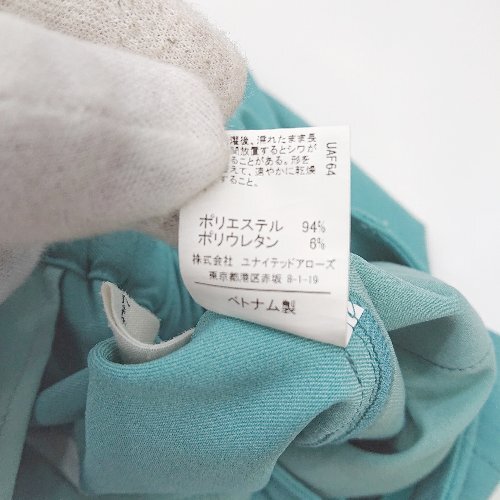 濯後、濡れたまま長
間放置するとシワが
ることがある。形を
えて、速やかに乾燥
すること。
UAF64
ポリエステル 94%
ポリウレタン 6%
株式会社 ユナイテッドアローズ
東京都港区赤坂 8-1-19
ベトナム製